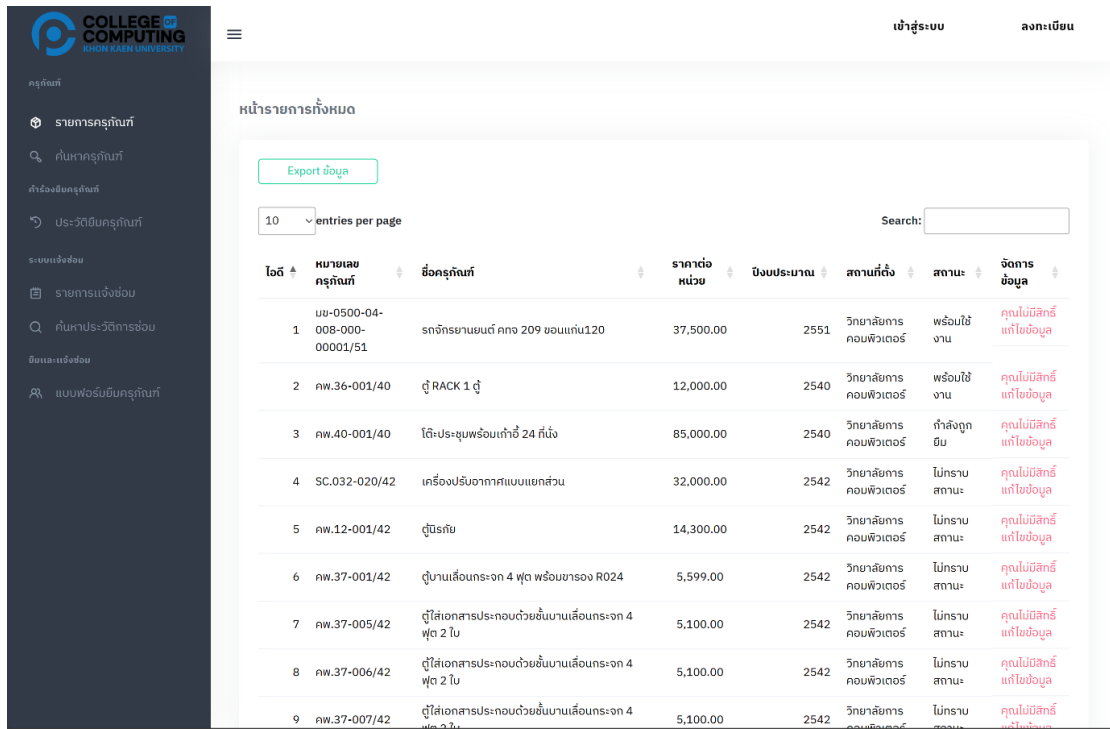 COLLEGE OF
COMPUTING
KHON KAEN UNIVERSITY
เข้าสู่ระบบ
ลงทะเบียน
ครุภัณฑ์
รายการครุภัณฑ์
ค้นหาครุภัณฑ์
คำร้องยืมครุภัณฑ์
ประวัติยืมครุภัณฑ์
ระบบแจ้งซ่อม
รายการแจ้งซ่อม
ค้นหาประวัติการซ่อม
ยืมและแจ้งซ่อม
แบบฟอร์มยืมครุภัณฑ์
หน้ารายการทั้งหมด
Export ข้อมูล
10 entries per page
Search:
ไอดี หมายเลข ชื่อครุภัณฑ์ ราคาต่อ ปีงบประมาณ สถานที่ตั้ง สถานะ จัดการ
ครุภัณฑ์ หน่วย ข้อมูล
มข-0500-04- วิทยาลัยการ พร้อมใช้ คุณไม่มีสิทธิ์
1 008-000- รถจักรยานยนต์ คกจ 209 ขอนแก่น120 37,500.00 2551 คอมพิวเตอร์ งาน แก้ไขข้อมูล
00001/51
2 คพ.36-001/40 ตู้ RACK 1 ตู้ 12,000.00 2540 วิทยาลัยการ พร้อมใช้ คุณไม่มีสิทธิ์
คอมพิวเตอร์ งาน แก้ไขข้อมูล
3 คพ.40-001/40 โต๊ะประชุมพร้อมเก้าอี้ 24 ที่นั่ง 85,000.00 2540 วิทยาลัยการ กำลังถูก คุณไม่มีสิทธิ์
คอมพิวเตอร์ ยืม แก้ไขข้อมูล
4 SC.032-020/42 เครื่องปรับอากาศแบบแยกส่วน 32,000.00 2542 วิทยาลัยการ ไม่ทราบ คุณไม่มีสิทธิ์
คอมพิวเตอร์ สถานะ แก้ไขข้อมูล
5 คพ.12-001/42 ตู้นิรภัย 14,300.00 2542 วิทยาลัยการ ไม่ทราบ คุณไม่มีสิทธิ์
คอมพิวเตอร์ สถานะ แก้ไขข้อมูล
6 คพ.37-001/42 ตู้บานเลื่อนกระจก 4 ฟุต พร้อมขารอง R024 5,599.00 2542 วิทยาลัยการ ไม่ทราบ คุณไม่มีสิทธิ์
คอมพิวเตอร์ สถานะ แก้ไขข้อมูล
7 คพ.37-005/42 ตู้ใส่เอกสารประกอบด้วยชั้นบานเลื่อนกระจก 4 5,100.00 2542 วิทยาลัยการ ไม่ทราบ คุณไม่มีสิทธิ์
ฟุต 2 ใบ คอมพิวเตอร์ สถานะ แก้ไขข้อมูล
8 คพ.37-006/42 ตู้ใส่เอกสารประกอบด้วยชั้นบานเลื่อนกระจก 4 5,100.00 2542 วิทยาลัยการ ไม่ทราบ คุณไม่มีสิทธิ์
ฟุต 2 ใบ คอมพิวเตอร์ สถานะ แก้ไขข้อมูล
9 คพ.37-007/42 ตู้ใส่เอกสารประกอบด้วยชั้นบานเลื่อนกระจก 4 5,100.00 2542 วิทยาลัยการ ไม่ทราบ คุณไม่มีสิทธิ์